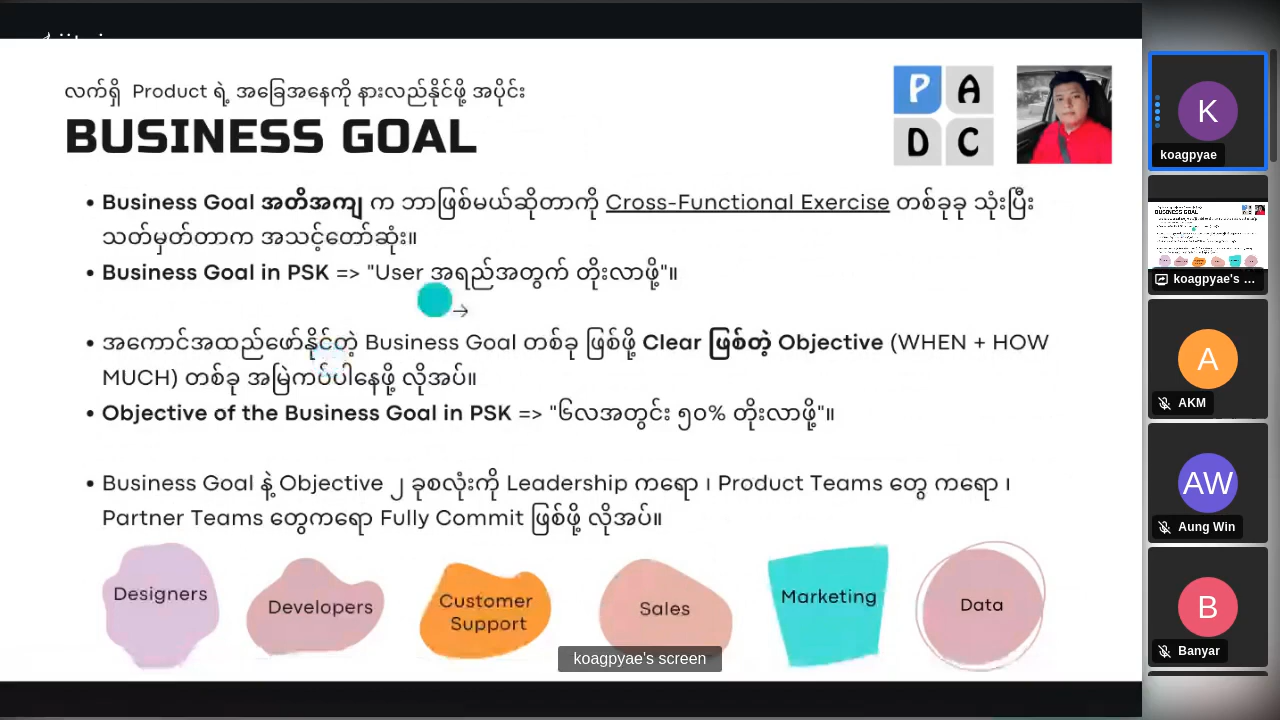 လက်ရှိ Product ရဲ့ အခြေအနေကို နားလည်နိုင်ဖို့ အပိုင်း
BUSINESS GOAL
P A
D C
• Business Goal အတိအကျ က ဘာဖြစ်မယ်ဆိုတာကို Cross-Functional Exercise တစ်ခုခု သုံးပြီး
သတ်မှတ်တာက အသင့်တော်ဆုံး။
• Business Goal in PSK => "User အရည်အတွက် တိုးလာဖို့"။
• အကောင်အထည်ဖော်နိုင်တဲ့ Business Goal တစ်ခု ဖြစ်ဖို့ Clear ဖြစ်တဲ့ Objective (WHEN + HOW
MUCH) တစ်ခု အမြဲကပ်ပါနေဖို့ လိုအပ်။
• Objective of the Business Goal in PSK => "၆လအတွင်း ၅၀% တိုးလာဖို့"။
• Business Goal နဲ့ Objective ၂ ခုစလုံးကို Leadership ကရော ၊ Product Teams တွေ ကရော ၊
Partner Teams တွေကရော Fully Commit ဖြစ်ဖို့ လိုအပ်။
Designers
Developers
Customer
Support
Sales
Marketing
Data
koagpyae's screen
K
koagpyae
BUSINESS GOAL
koagpyae's ...
A
AKM
AW
Aung Win
B
Banyar